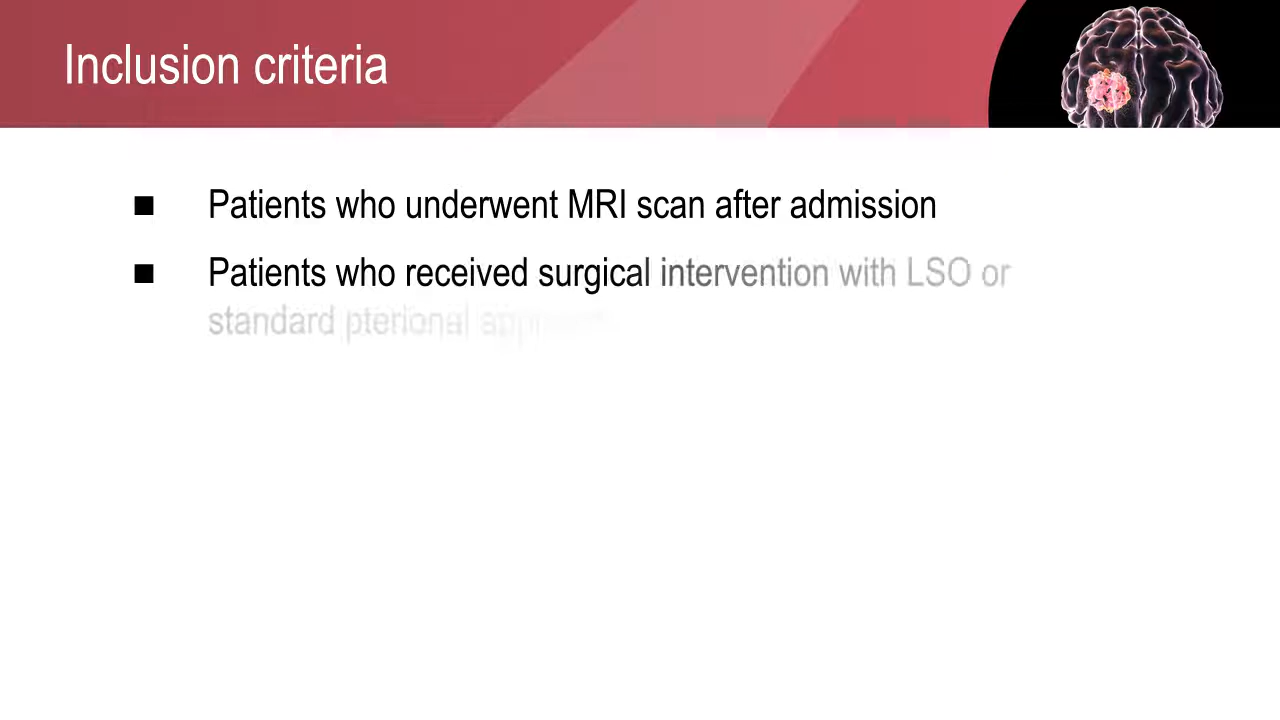 Inclusion criteria
■ Patients who underwent MRI scan after admission
■ Patients who received surgical intervention with LSO or
standard pterional